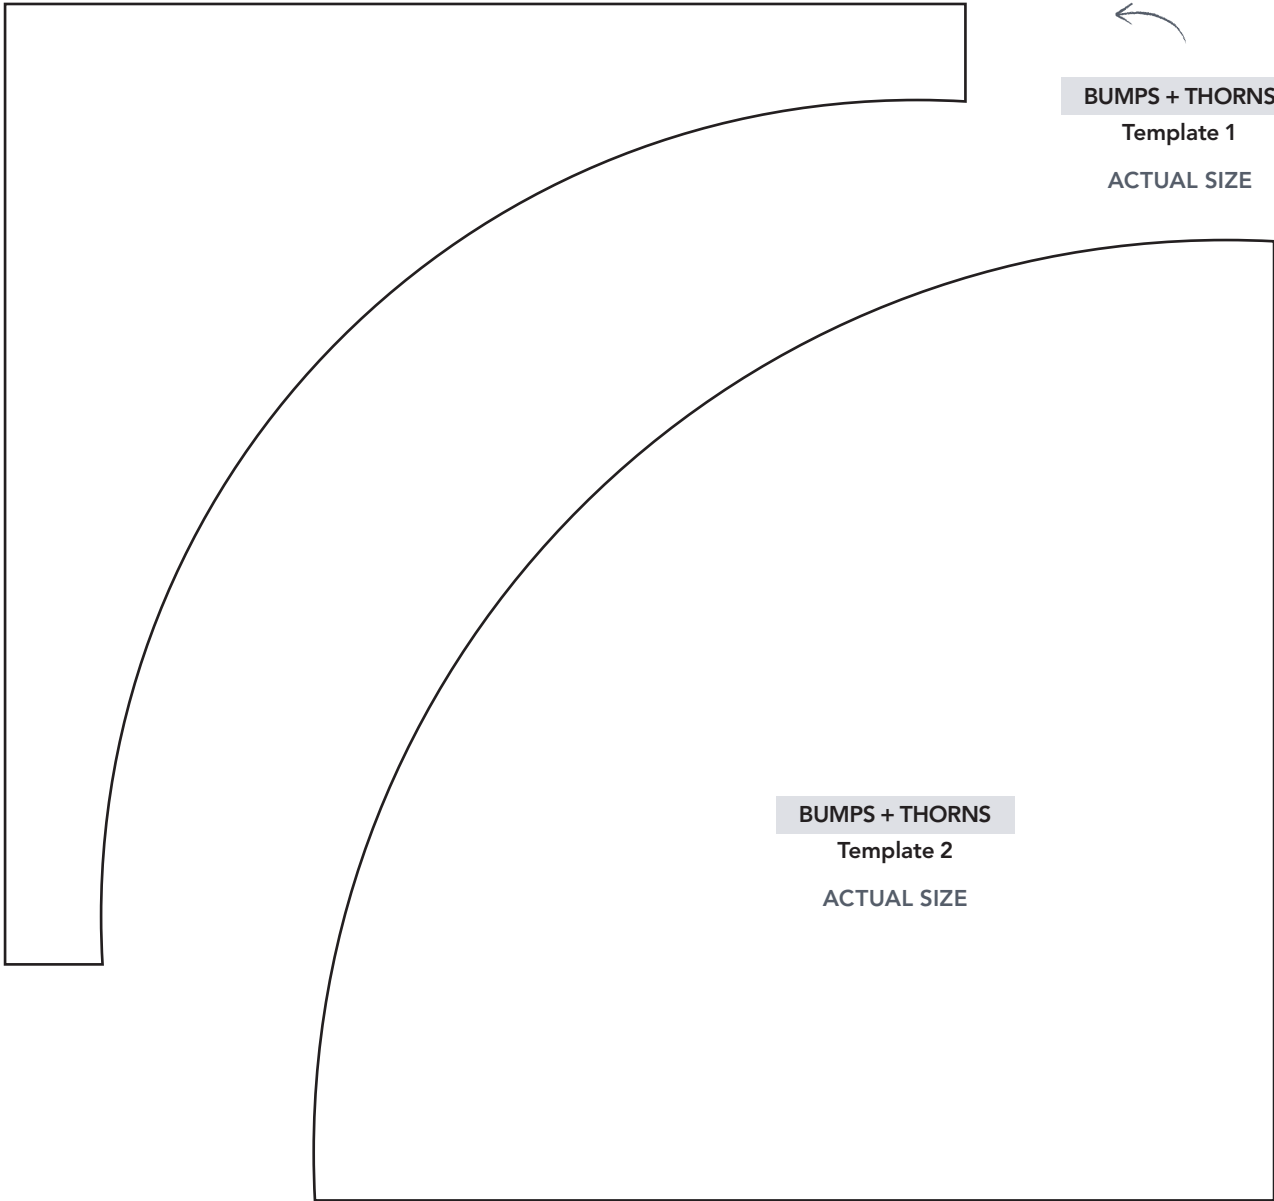 BUMPS + THORNS
Template 1
ACTUAL SIZE
BUMPS + THORNS
Template 2
ACTUAL SIZE